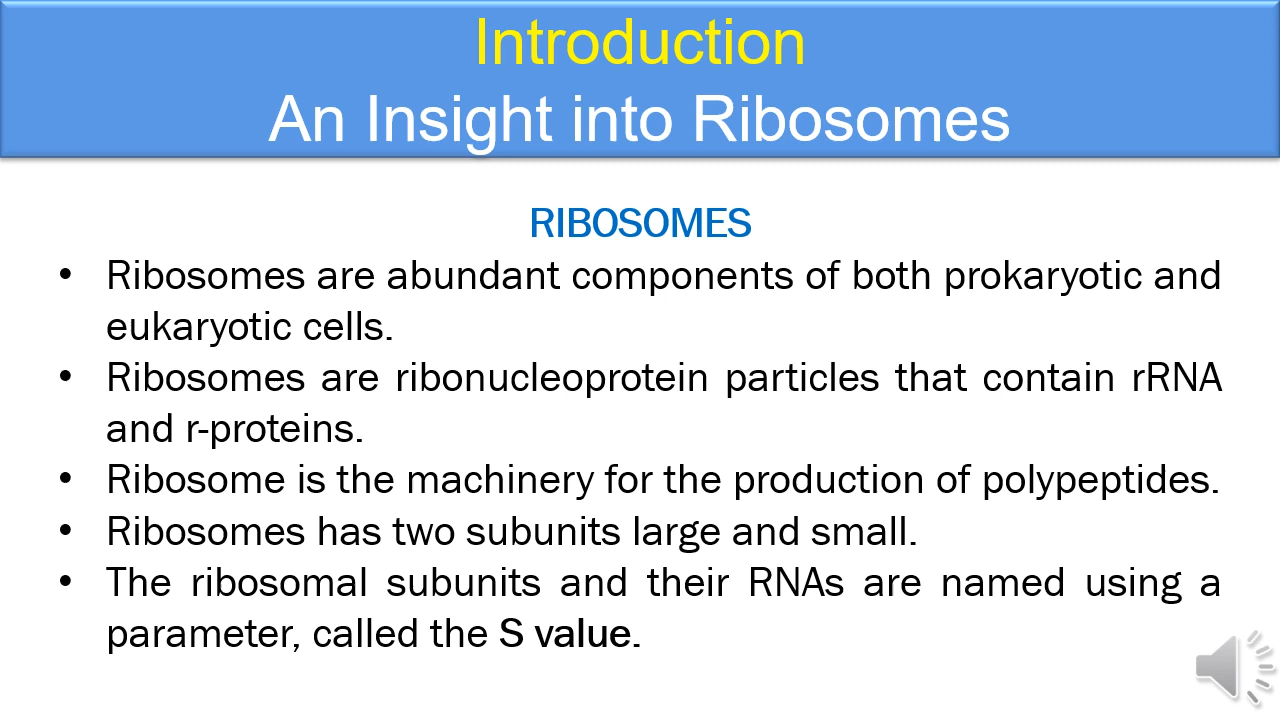 Introduction
An Insight into Ribosomes
RIBOSOMES
• Ribosomes are abundant components of both prokaryotic and
eukaryotic cells.
• Ribosomes are ribonucleoprotein particles that contain rRNA
and r-proteins.
• Ribosome is the machinery for the production of polypeptides.
• Ribosomes has two subunits large and small.
• The ribosomal subunits and their RNAs are named using a
parameter, called the S value.